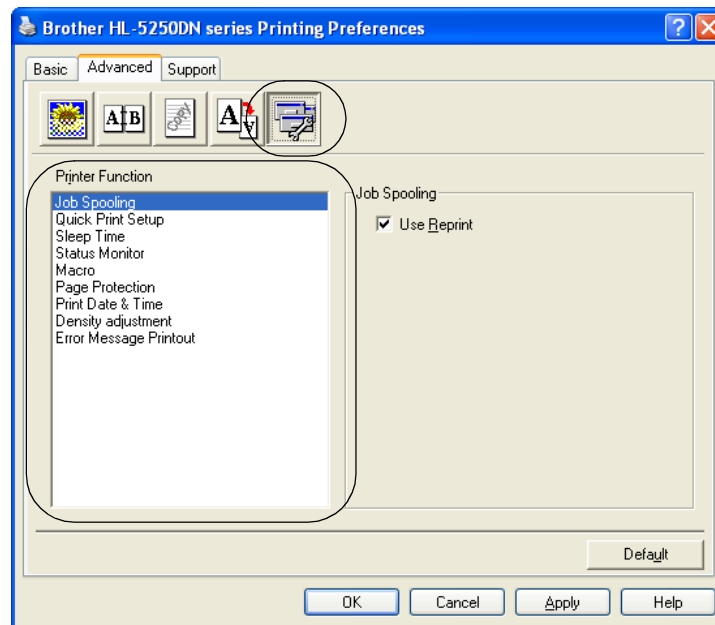 Brother HL-5250DN series Printing Preferences
Basic Advanced Support
A B copy A A
Printer Function
Job Spooling
Quick Print Setup
Sleep Time
Status Monitor
Macro
Page Protection
Print Date & Time
Density adjustment
Error Message Printout
Job Spooling
Use Reprint
Default
OK Cancel Apply Help